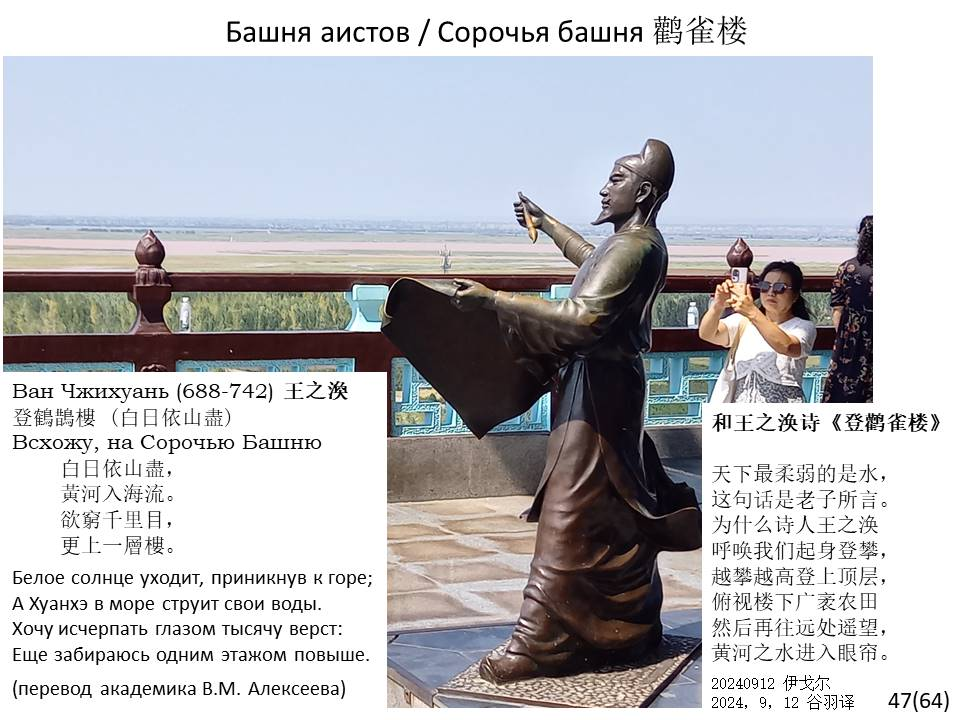 Башня аистов / Сорочья башня 鹳雀楼
Ван Чжихуань (688-742) 王之渙
登鶴鵲樓 (白日依山盡)
Всхожу, на Сорочью Башню
白日依山盡，
黃河入海流。
欲窮千里目，
更上一層樓。
Белое солнце уходит, приникнув к горе;
А Хуанхэ в море струит свои воды.
Хочу исчерпать глазом тысячу верст:
Еще забираюсь одним этажом повыше.
(перевод академика В.М. Алексеева)
和王之涣诗《登鹳雀楼》
天下最柔弱的是水，
这句话是老子所言。
为什么诗人王之涣
呼唤我们起身登攀，
越攀越高登上顶层，
俯视楼下广袤农田
然后再往远处遥望，
黄河之水进入眼帘。
20240912 伊戈尔
2024，9，12 谷羽译
47(64)